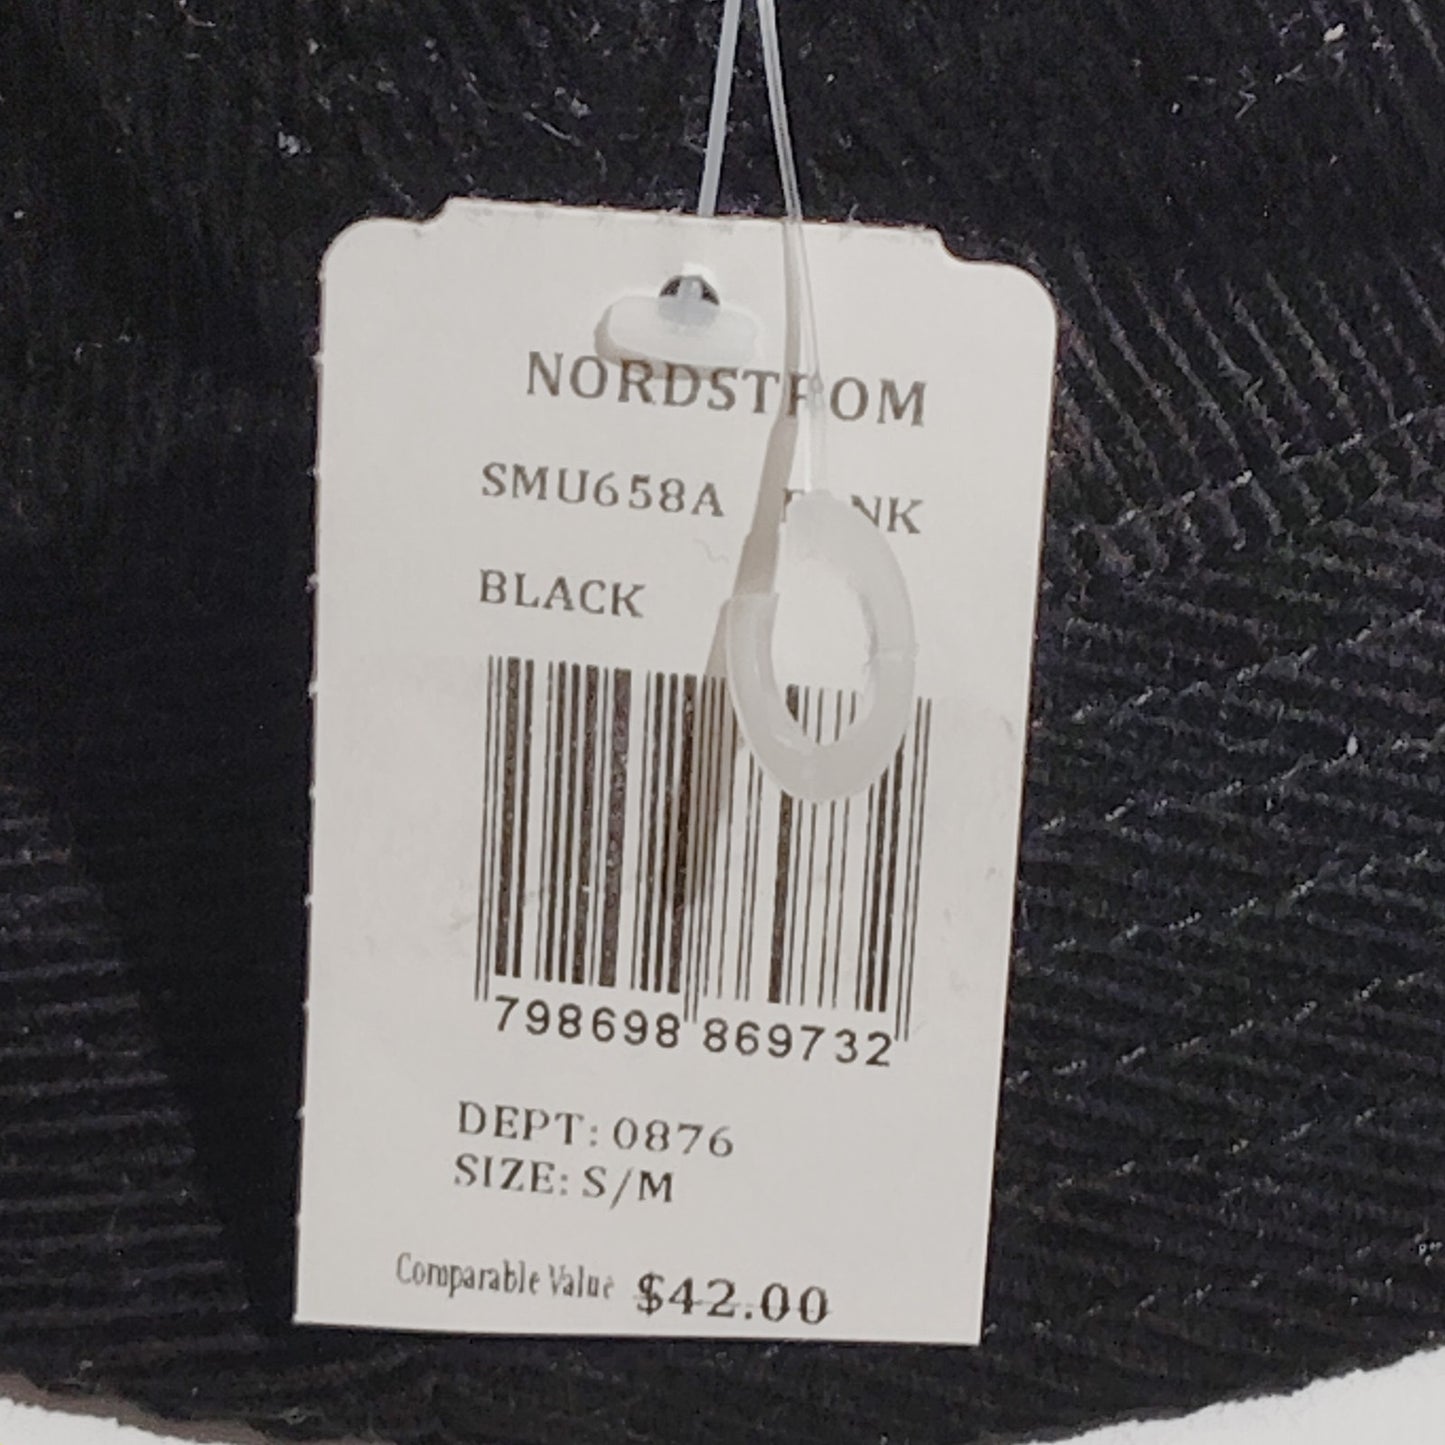 NORDSTROM
SMU658A
BLACK
798698 869732
DEPT: 0876
SIZE: S/M
Comparable Value $42.00